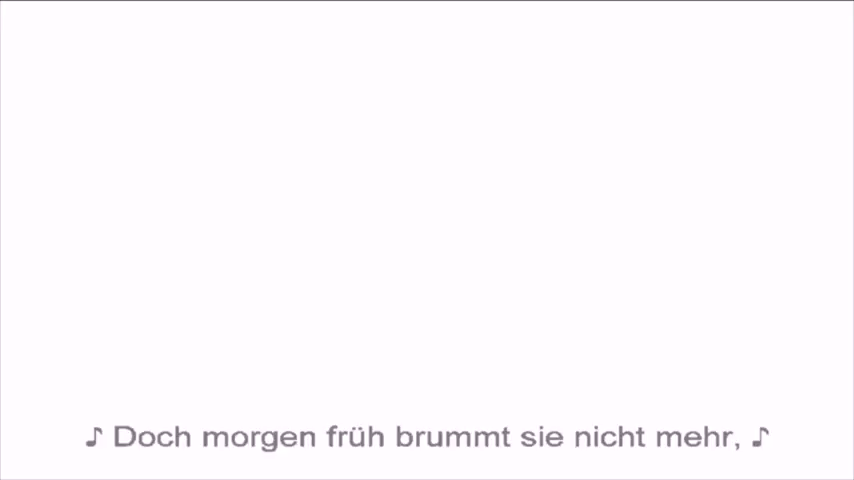 ♪ Doch morgen früh brummt sie nicht mehr, ♪